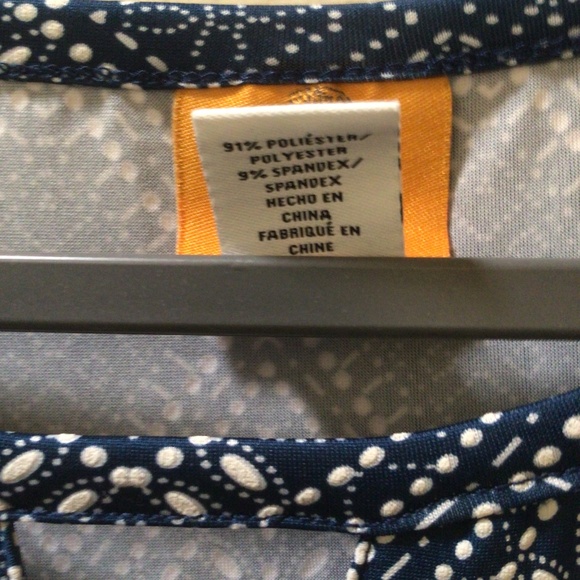 91% POLIÉSTER/
POLYESTER
9% SPANDEX/
SPANDEX
HECHO EN
CHINA
FABRIQUÉ EN
CHINE